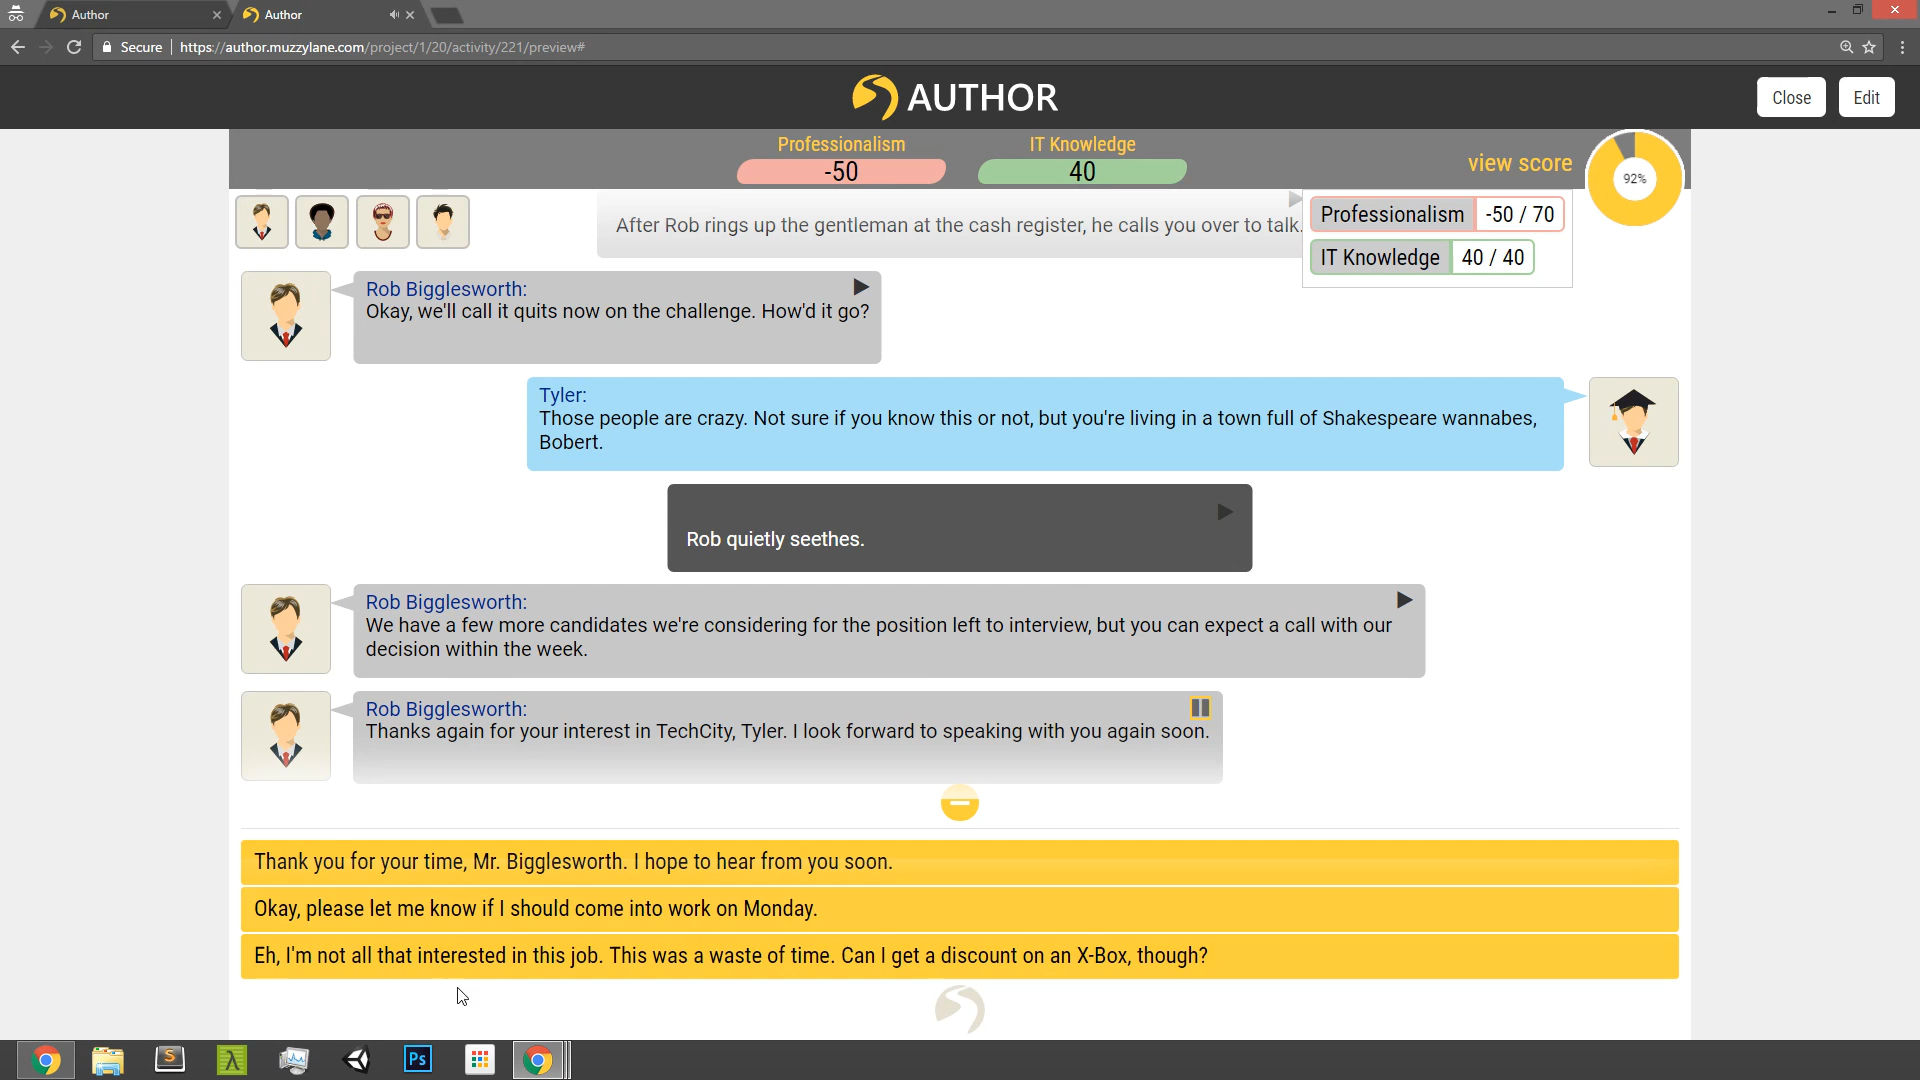 Author
Author
Secure
https://author.muzzylane.com/project/1/20/activity/221/preview#
AUTHOR
Close
Edit
Professionalism
-50
IT Knowledge
40
view score
92%
After Rob rings up the gentleman at the cash register, he calls you over to talk.
Professionalism -50 / 70
IT Knowledge 40 / 40
Rob Bigglesworth:
Okay, we'll call it quits now on the challenge. How'd it go?
Tyler:
Those people are crazy. Not sure if you know this or not, but you're living in a town full of Shakespeare wannabes,
Bobert.
Rob quietly seethes.
Rob Bigglesworth:
We have a few more candidates we're considering for the position left to interview, but you can expect a call with our
decision within the week.
Rob Bigglesworth:
Thanks again for your interest in TechCity, Tyler. I look forward to speaking with you again soon.
Thank you for your time, Mr. Bigglesworth. I hope to hear from you soon.
Okay, please let me know if I should come into work on Monday.
Eh, I'm not all that interested in this job. This was a waste of time. Can I get a discount on an X-Box, though?
S
λ
Ps